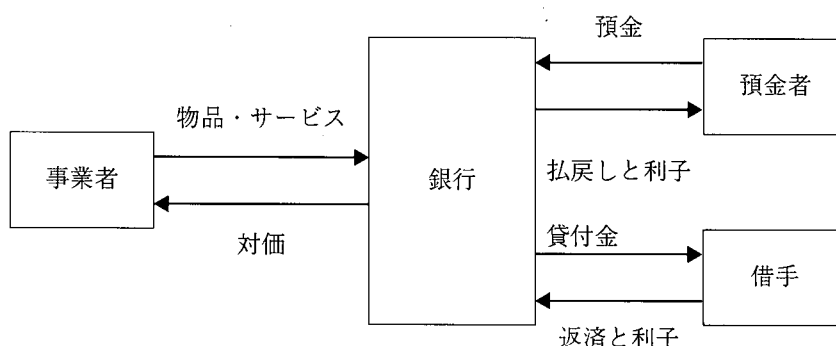 預金
預金者
物品・サービス
事業者
銀行
払戻しと利子
対価
貸付金
借手
返済と利子